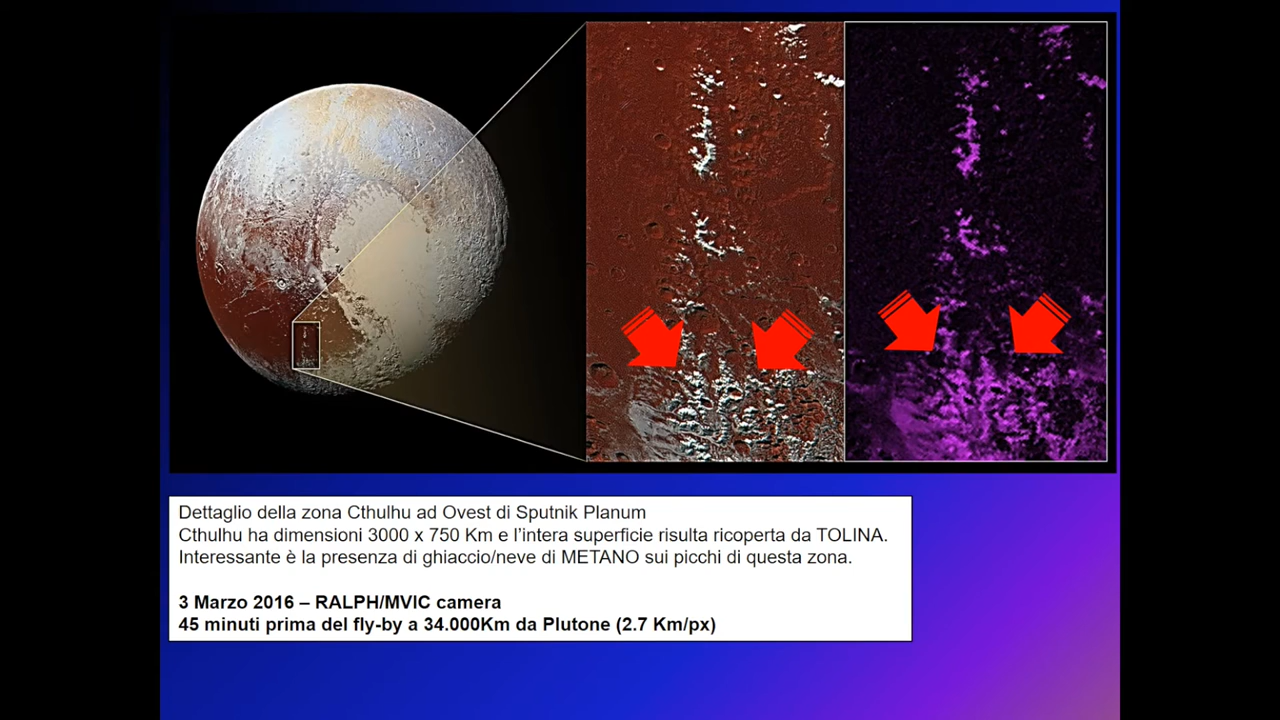 Dettaglio della zona Cthulhu ad Ovest di Sputnik Planum
Cthulhu ha dimensioni 3000 x 750 Km e l'intera superficie risulta ricoperta da TOLINA.
Interessante è la presenza di ghiaccio/neve di METANO sui picchi di questa zona.
3 Marzo 2016 – RALPH/MVIC camera
45 minuti prima del fly-by a 34.000Km da Plutone (2.7 Km/px)